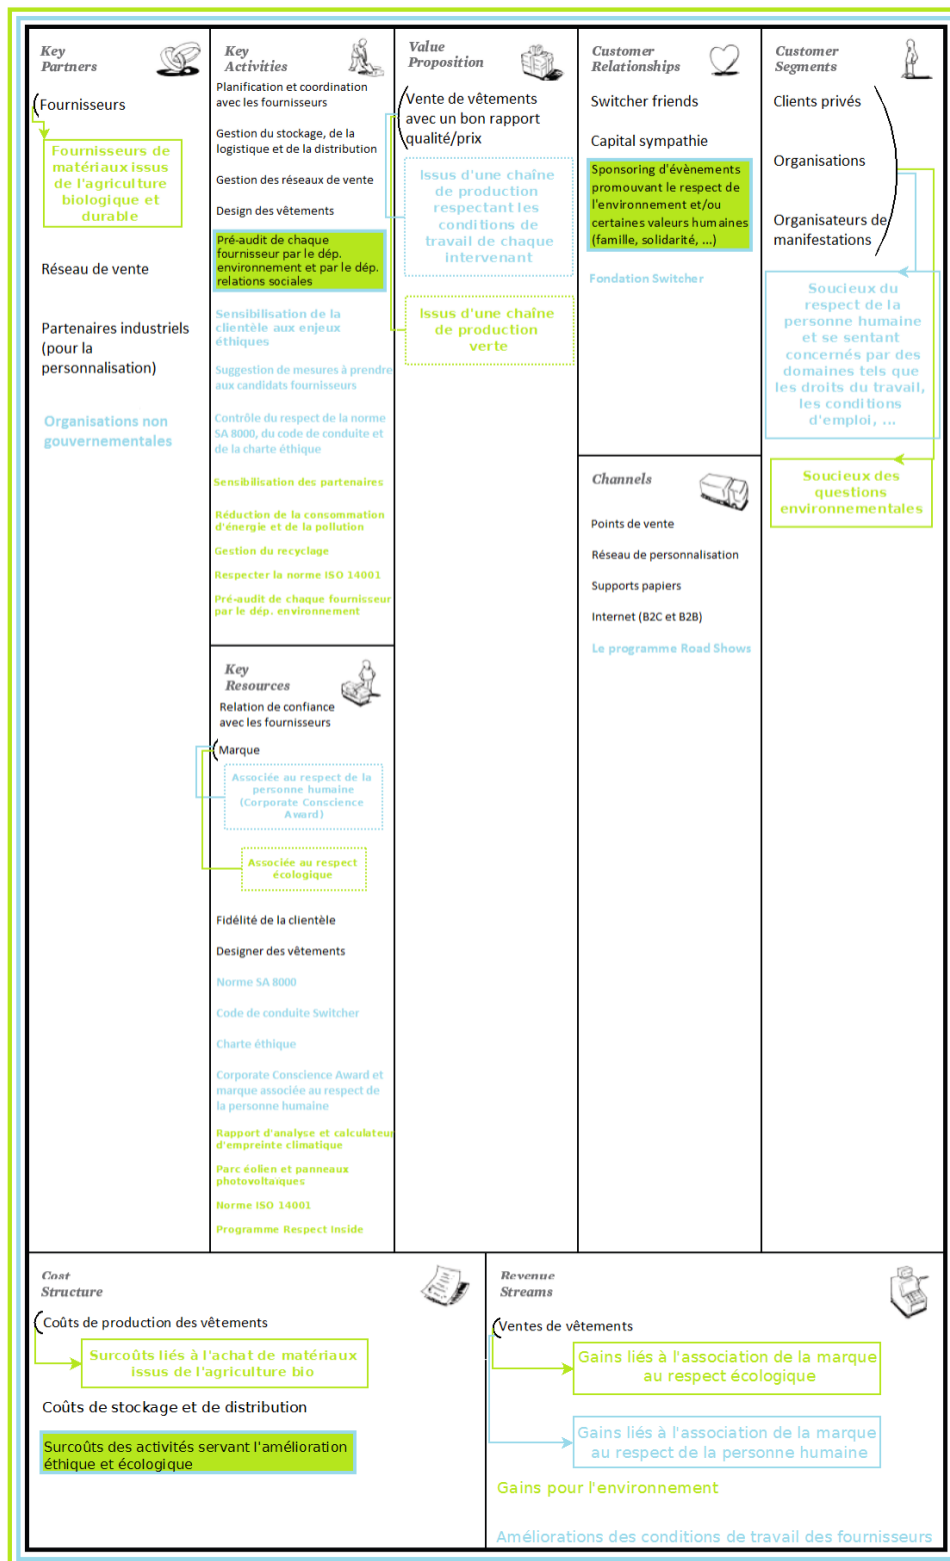 Key
Partners
Fournisseurs
Fournisseurs de
matériaux issus
de l'agriculture
biologique et
durable
Réseau de vente
Partenaires industriels
(pour la
personnalisation)
Organisations non
gouvernementales
Key
Activities
Planification et coordination
avec les fournisseurs
Gestion du stockage, de la
logistique et de la distribution
Gestion des réseaux de vente
Design des vêtements
Pré-audit de chaque
fournisseur par le dép.
environnement et par le dép.
relations sociales
Sensibilisation de la
clientèle aux enjeux
éthiques
Suggestion de mesures à prendre
aux candidats fournisseurs
Contrôle du respect de la norme
SA 8000, du code de conduite et
de la charte éthique
Sensibilisation des partenaires
Réduction de la consommation
d'énergie et de la pollution
Gestion du recyclage
Respecter la norme ISO 14001
Pré-audit de chaque fournisseur
par le dép. environnement
Key
Resources
Relation de confiance
avec les fournisseurs
Marque
Associée au respect de la
personne humaine
(Corporate Conscience
Award)
Associée au respect
écologique
Fidélité de la clientèle
Designer des vêtements
Norme SA 8000
Code de conduite Switcher
Charte éthique
Corporate Conscience Award et
marque associée au respect de
la personne humaine
Rapport d'analyse et calculateur
d'empreinte climatique
Parc éolien et panneaux
photovoltaïques
Norme ISO 14001
Programme Respect Inside
Value
Proposition
Vente de vêtements
avec un bon rapport
qualité/prix
Issus d'une chaîne
de production
respectant les
conditions de
travail de chaque
intervenant
Issus d'une chaîne
de production
verte
Customer
Relationships
Switcher friends
Capital sympathie
Sponsoring d'évènements
promouvant le respect de
l'environnement et/ou
certaines valeurs humaines
(famille, solidarité, ...)
Fondation Switcher
Channels
Points de vente
Réseau de personnalisation
Supports papiers
Internet (B2C et B2B)
Le programme Road Shows
Customer
Segments
Clients privés
Organisations
Organisateurs de
manifestations
Soucieux du
respect de la
personne humaine
et se sentant
concernés par des
domaines tels que
les droits du travail,
les conditions
d'emploi, ...
Soucieux des
questions
environnementales
Cost
Structure
Coûts de production des vêtements
Surcoûts liés à l'achat de matériaux
issus de l'agriculture bio
Coûts de stockage et de distribution
Surcoûts des activités servant l'amélioration
éthique et écologique
Revenue
Streams
Ventes de vêtements
Gains liés à l'association de la marque
au respect écologique
Gains liés à l'association de la marque
au respect de la personne humaine
Gains pour l'environnement
Améliorations des conditions de travail des fournisseurs